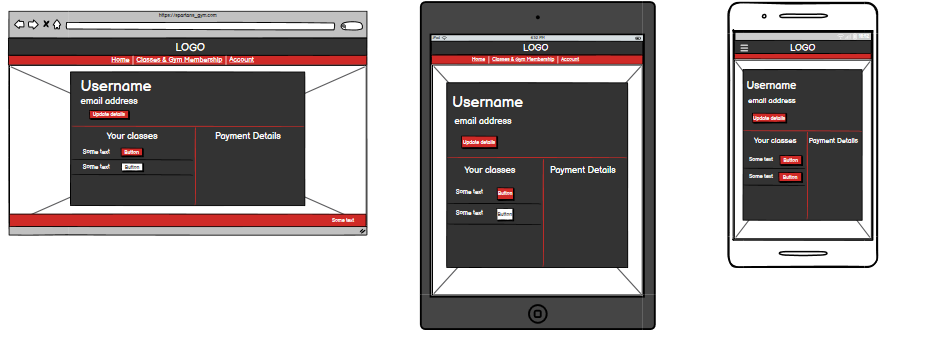 https://spartans_gym.com
LOGO
Home | Classes & Gym Membership | Account
Username
email address
Update details
Your classes
Payment Details
Some text
Button
Some text
Button
Some text
iPad
4:52 PM
LOGO
Home | Classes & Gym Membership | Account
Username
email address
Update details
Your classes
Payment Details
Some text
Button
Some text
Button
LOGO
Username
email address
Update details
Your classes
Payment Details
Some text
Button
Some text
Button